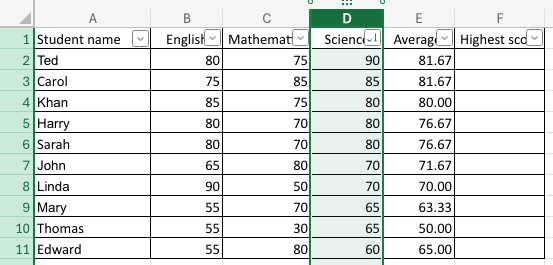 A B C D E F
1 Student name English Mathemat Science Average Highest sco
2 Ted 80 75 90 81.67
3 Carol 75 85 85 81.67
4 Khan 85 75 80 80.00
5 Harry 80 70 80 76.67
6 Sarah 80 70 80 76.67
7 John 65 80 70 71.67
8 Linda 90 50 70 70.00
9 Mary 55 70 65 63.33
10 Thomas 55 30 65 50.00
11 Edward 55 80 60 65.00